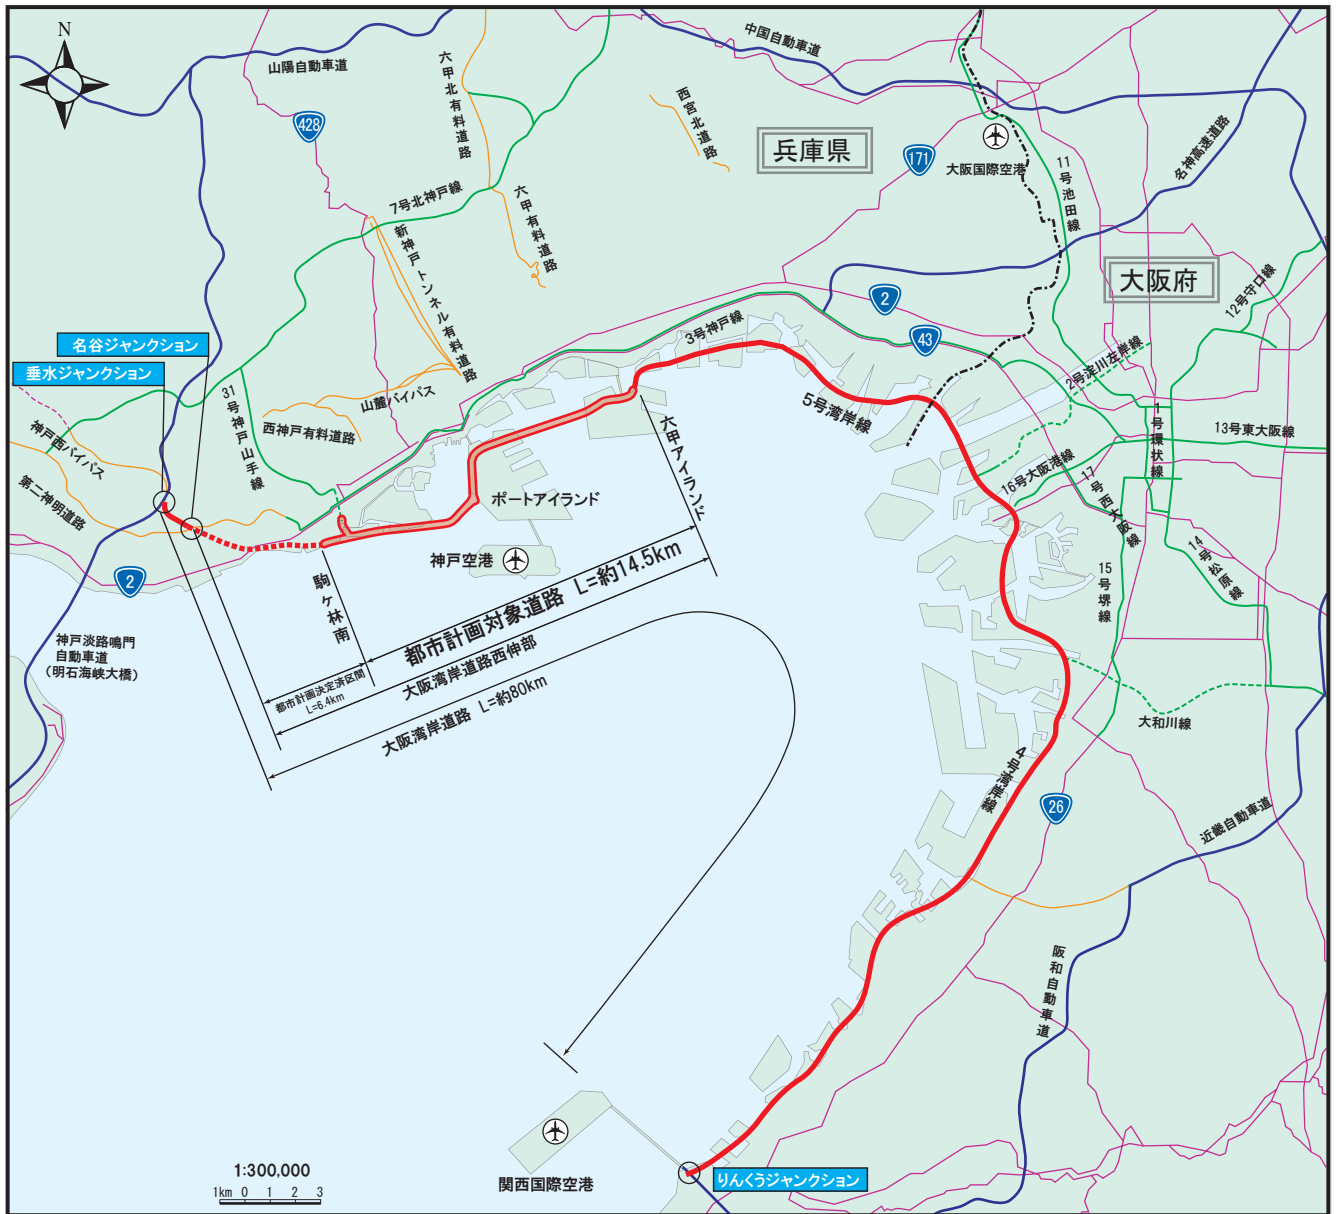 N
山陽自動車道
中国自動車道
六甲北有料道路
428
西宮北道路
兵庫県
171
大阪国際空港
11号池田線
名神高速道路
7号北神戸線
六甲有料道路
新神戸トンネル有料道路
大阪府
2
12号守口線
3号神戸線
43
名谷ジャンクション
垂水ジャンクション
2号淀川左岸線
31号神戸山手線
山麓バイパス
5号湾岸線
西神戸有料道路
1号環状線
13号東大阪線
神戸西バイパス
六甲アイランド
16号大阪港線
17号西大阪線
第二神明道路
ポートアイランド
14号松原線
神戸空港
2
駒ヶ林南
15号堺線
都市計画対象道路 L=約14.5km
神戸淡路鳴門
自動車道
(明石海峡大橋)
都市計画決定済区間
L=6.4km
大阪湾岸道路西伸部
大阪湾岸道路 L=約80km
大和川線
4号湾岸線
26
近畿自動車道
阪和自動車道
関西国際空港
りんくうジャンクション
1:300,000
1km 0 1 2 3